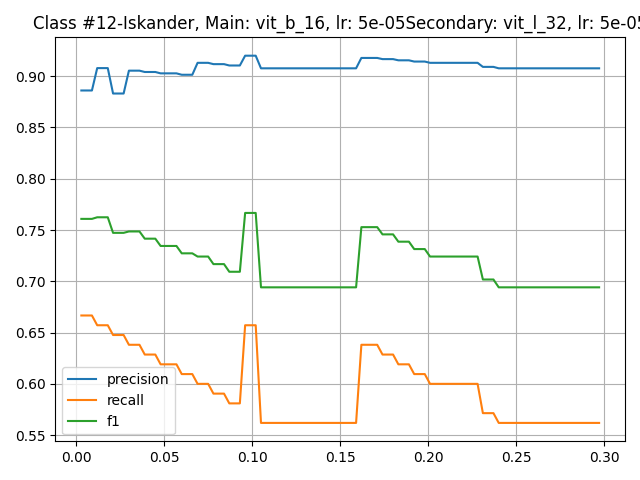 Class #12-Iskander, Main: vit_b_16, lr: 5e-05Secondary: vit_l_32, lr: 5e-05
0.90
0.85
0.80
0.75
0.70
0.65
0.60
0.55
precision
recall
f1
0.00 0.05 0.10 0.15 0.20 0.25 0.30